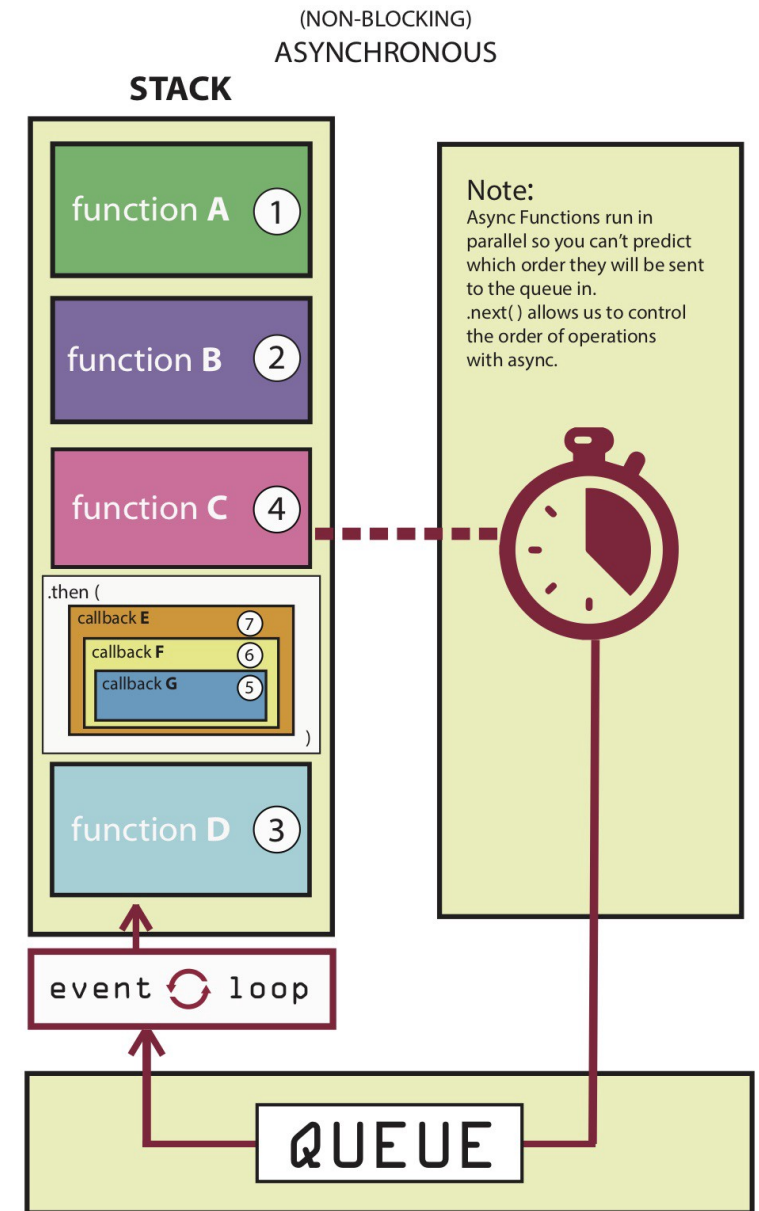 (NON-BLOCKING)
ASYNCHRONOUS
STACK
function A 1
function B 2
function C 4
.then (
callback E 7
callback F 6
callback G 5
)
function D 3
event loop
QUEUE
Note:
Async Functions run in
parallel so you can’t predict
which order they will be sent
to the queue in.
.next( ) allows us to control
the order of operations
with async.